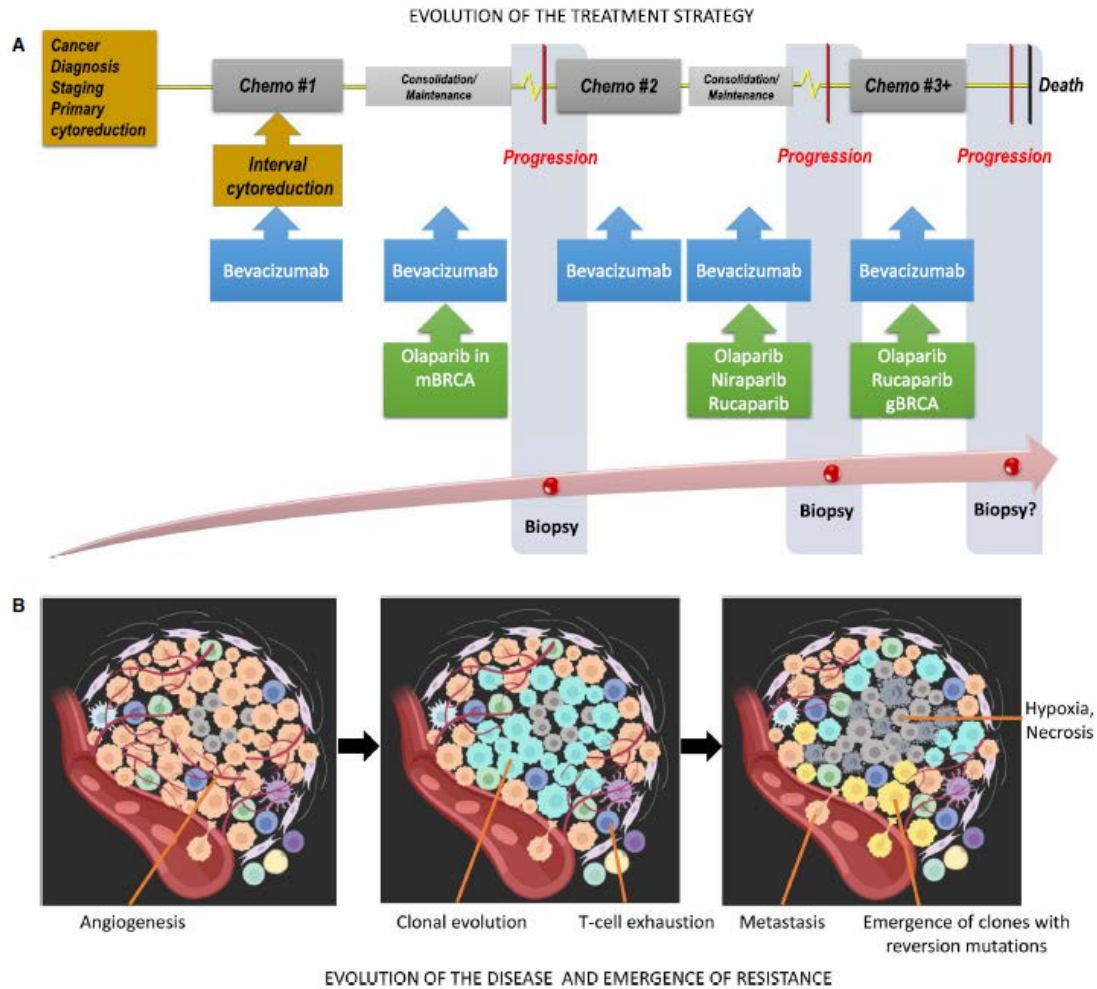 EVOLUTION OF THE TREATMENT STRATEGY
A
Cancer
Diagnosis
Staging
Primary
cytoreduction
Chemo #1
Consolidation/
Maintenance
Chemo #2
Consolidation/
Maintenance
Chemo #3+
Death
Interval
cytoreduction
Progression
Progression
Progression
Bevacizumab
Bevacizumab
Bevacizumab
Bevacizumab
Bevacizumab
Olaparib in
mBRCA
Olaparib
Niraparib
Rucaparib
Olaparib
Rucaparib
gBRCA
Biopsy
Biopsy
Biopsy?
B
Hypoxia,
Necrosis
Angiogenesis
Clonal evolution
T-cell exhaustion
Metastasis
Emergence of clones with
reversion mutations
EVOLUTION OF THE DISEASE AND EMERGENCE OF RESISTANCE